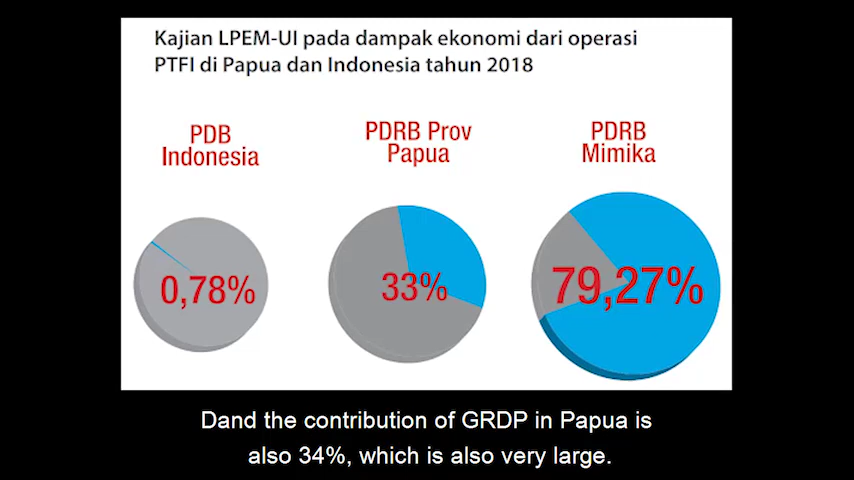 Kajian LPEM-UI pada dampak ekonomi dari operasi
PTFI di Papua dan Indonesia tahun 2018
PDB
Indonesia
PDRB Prov
Papua
PDRB
Mimika
0,78%
33%
79,27%
Dand the contribution of GRDP in Papua is
also 34%, which is also very large.